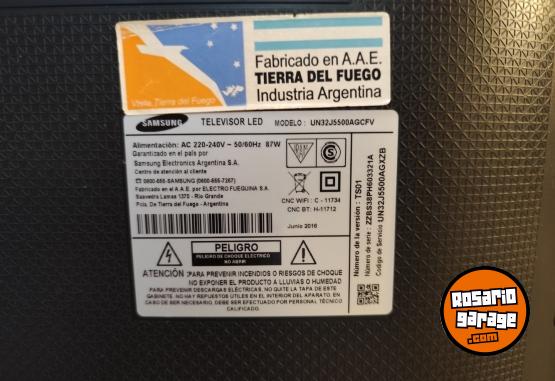 Visite Tierra del Fuego
Fabricado en A.A.E.
TIERRA DEL FUEGO
Industria Argentina
SAMSUNG TELEVISOR LED MODELO : UN32J5500AGCFV
Alimentación: AC 220-240V ~ 50/60Hz 87W
Garantizado en el país por
Samsung Electronics Argentina S.A.
Centro de atención al cliente
0800-555-SAMSUNG (0800-555-7267)
Fabricado en el A.A.E. por ELECTRO FUEGUINA S.A.
Saavedra Lamas 1370 - Río Grande
Pcia. De Tierra del Fuego - Argentina
CNC WIFI : C - 11734
CNC BT: H-11712
Junio 2016
PELIGRO
RIESGO DE CHOQUE ELECTRICO
NO ABRIR
ATENCIÓN :PARA PREVENIR INCENDIOS O RIESGOS DE CHOQUE
NO EXPONER EL PRODUCTO A LLUVIAS O HUMEDAD
PARA PREVENIR DESCARGAS ELÉCTRICAS, NO QUITE LA TAPA DE ESTE
GABINETE. NO HAY REPUESTOS UTILES EN EL INTERIOR DEL APARATO. EN
CASO DE SER NECESARIO, DEBE SER EFECTUADO POR PERSONAL TÉCNICO
CALIFICADO.
Número de la versión : TS01
Número de serie : ZZBS38PH603321A
Código de Servicio UN32J5500AGXZB
Rosario
garage
.com